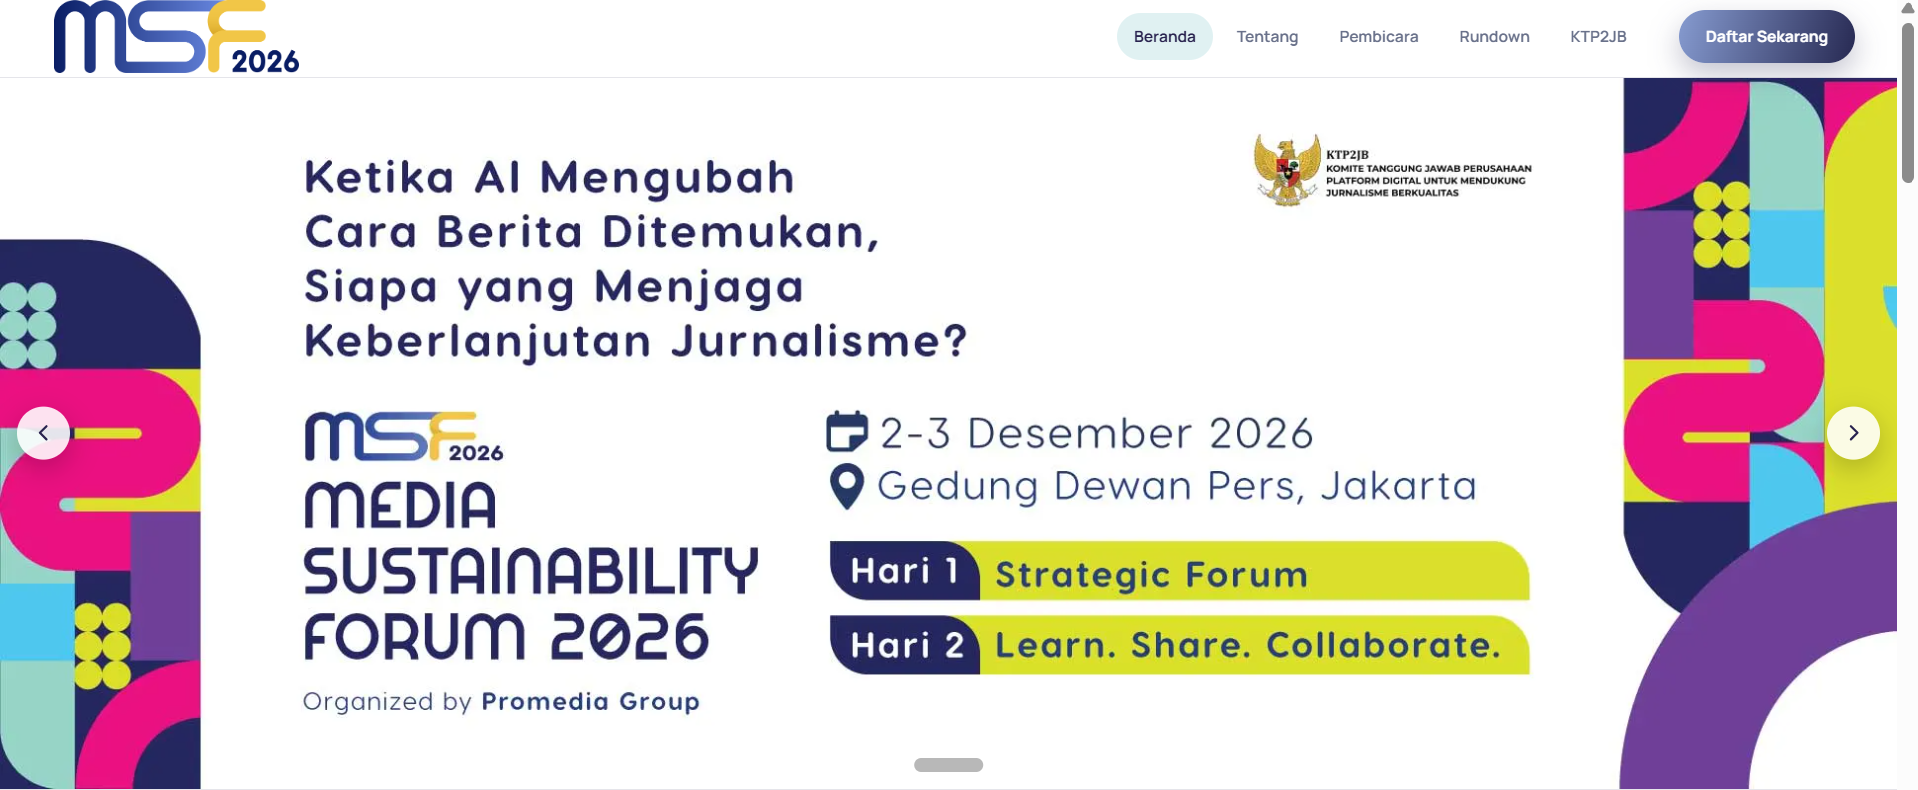 MSF 2026
Beranda
Tentang
Pembicara
Rundown
KTP2JB
Daftar Sekarang
Ketika AI Mengubah
Cara Berita Ditemukan,
Siapa yang Menjaga
Keberlanjutan Jurnalisme?
KTP2JB
KOMITE TANGGUNG JAWAB PERUSAHAAN
PLATFORM DIGITAL UNTUK MENDUKUNG
JURNALISME BERKUALITAS
MSF 2026
MEDIA
SUSTAINABILITY
FORUM 2026
Organized by Promedia Group
2-3 Desember 2026
Gedung Dewan Pers, Jakarta
Hari 1 Strategic Forum
Hari 2 Learn. Share. Collaborate.